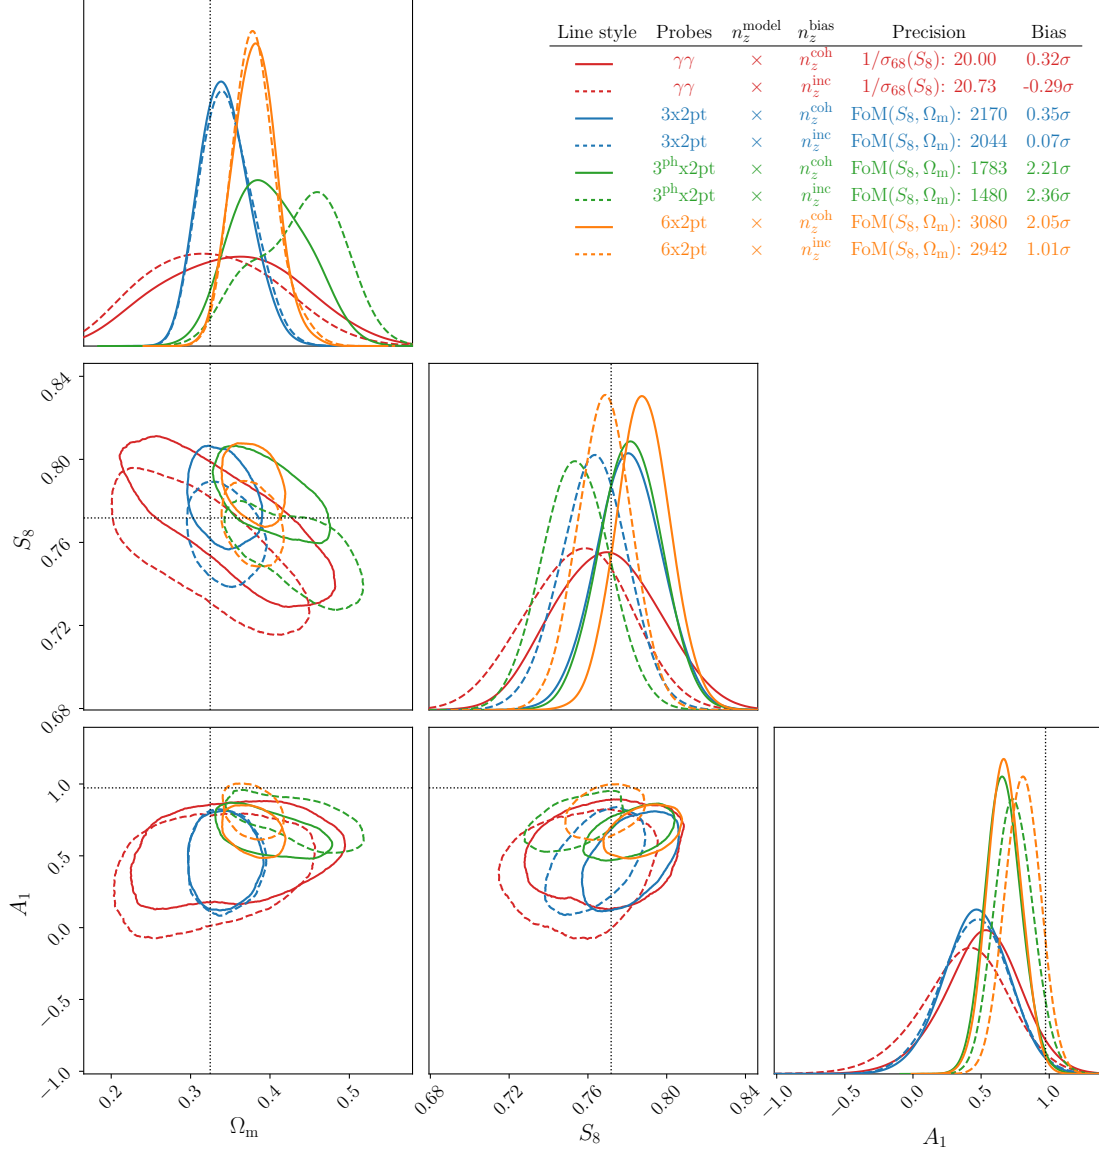 Line style Probes n_z^model n_z^bias Precision Bias
γγ × n_z^coh 1/σ68(S8): 20.00 0.32σ
γγ × n_z^inc 1/σ68(S8): 20.73 -0.29σ
3x2pt × n_z^coh FoM(S8, Ωm): 2170 0.35σ
3x2pt × n_z^inc FoM(S8, Ωm): 2044 0.07σ
3^ph x2pt × n_z^coh FoM(S8, Ωm): 1783 2.21σ
3^ph x2pt × n_z^inc FoM(S8, Ωm): 1480 2.36σ
6x2pt × n_z^coh FoM(S8, Ωm): 3080 2.05σ
6x2pt × n_z^inc FoM(S8, Ωm): 2942 1.01σ
S8
0.84
0.80
0.76
0.72
0.68
A1
1.0
0.5
0.0
−0.5
−1.0
0.2 0.3 0.4 0.5
Ωm
0.68 0.72 0.76 0.80 0.84
S8
−1.0 −0.5 0.0 0.5 1.0
A1